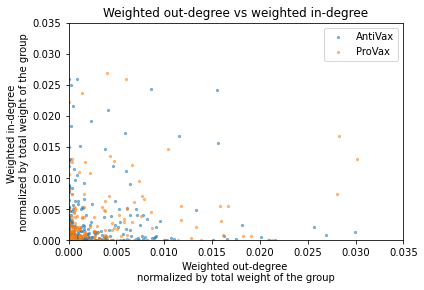 Weighted out-degree vs weighted in-degree
AntiVax
ProVax
Weighted in-degree
normalized by total weight of the group
0.035
0.030
0.025
0.020
0.015
0.010
0.005
0.000
0.000 0.005 0.010 0.015 0.020 0.025 0.030 0.035
Weighted out-degree
normalized by total weight of the group